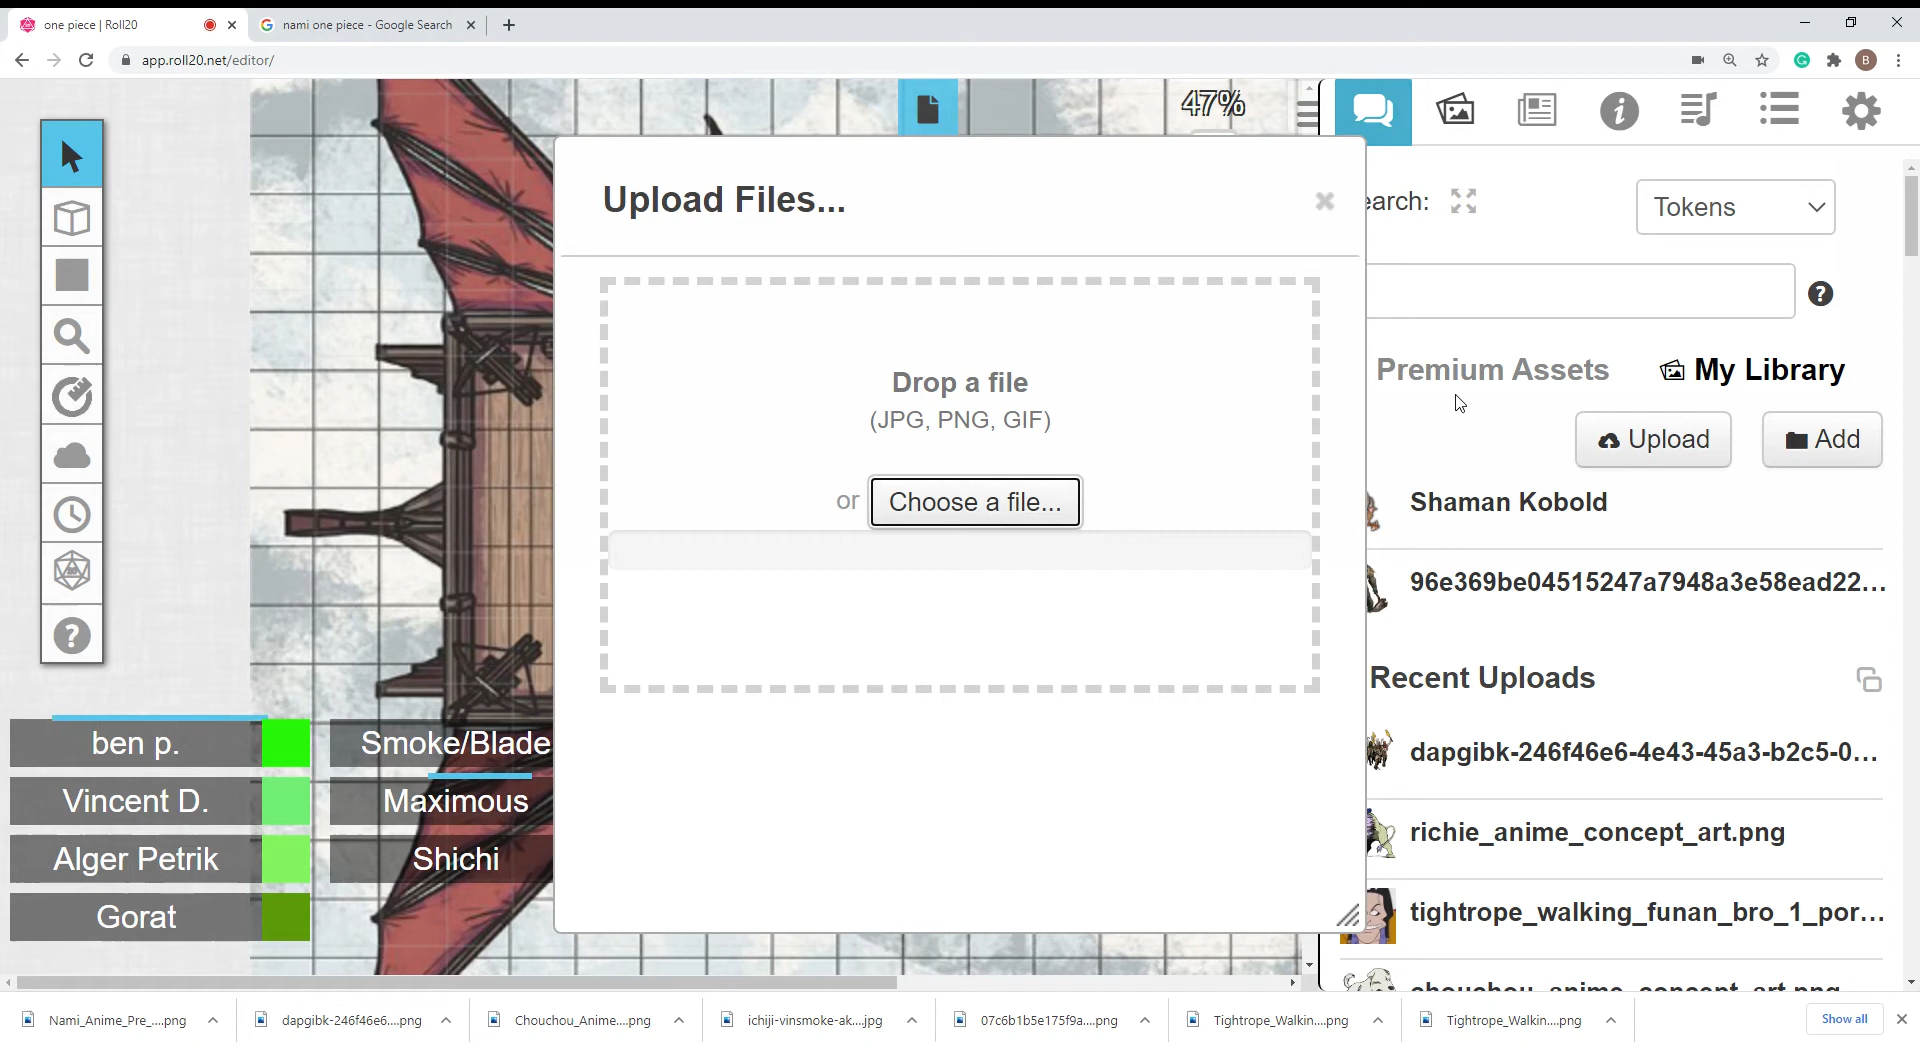 one piece | Roll20
nami one piece - Google Search
app.roll20.net/editor/
B
47%
Upload Files...
Drop a file
(JPG, PNG, GIF)
or Choose a file...
earch:
Tokens
Premium Assets
My Library
Upload
Add
Shaman Kobold
96e369be04515247a7948a3e58ead22...
Recent Uploads
dapgibk-246f46e6-4e43-45a3-b2c5-0...
richie_anime_concept_art.png
tightrope_walking_funan_bro_1_por...
chouchou_anime_concept_art.png
ben p.
Smoke/Blade
Vincent D.
Maximous
Alger Petrik
Shichi
Gorat
Nami_Anime_Pre_....png
dapgibk-246f46e6....png
Chouchou_Anime....png
ichiji-vinsmoke-ak....jpg
07c6b1b5e175f9a....png
Tightrope_Walkin....png
Tightrope_Walkin....png
Show all